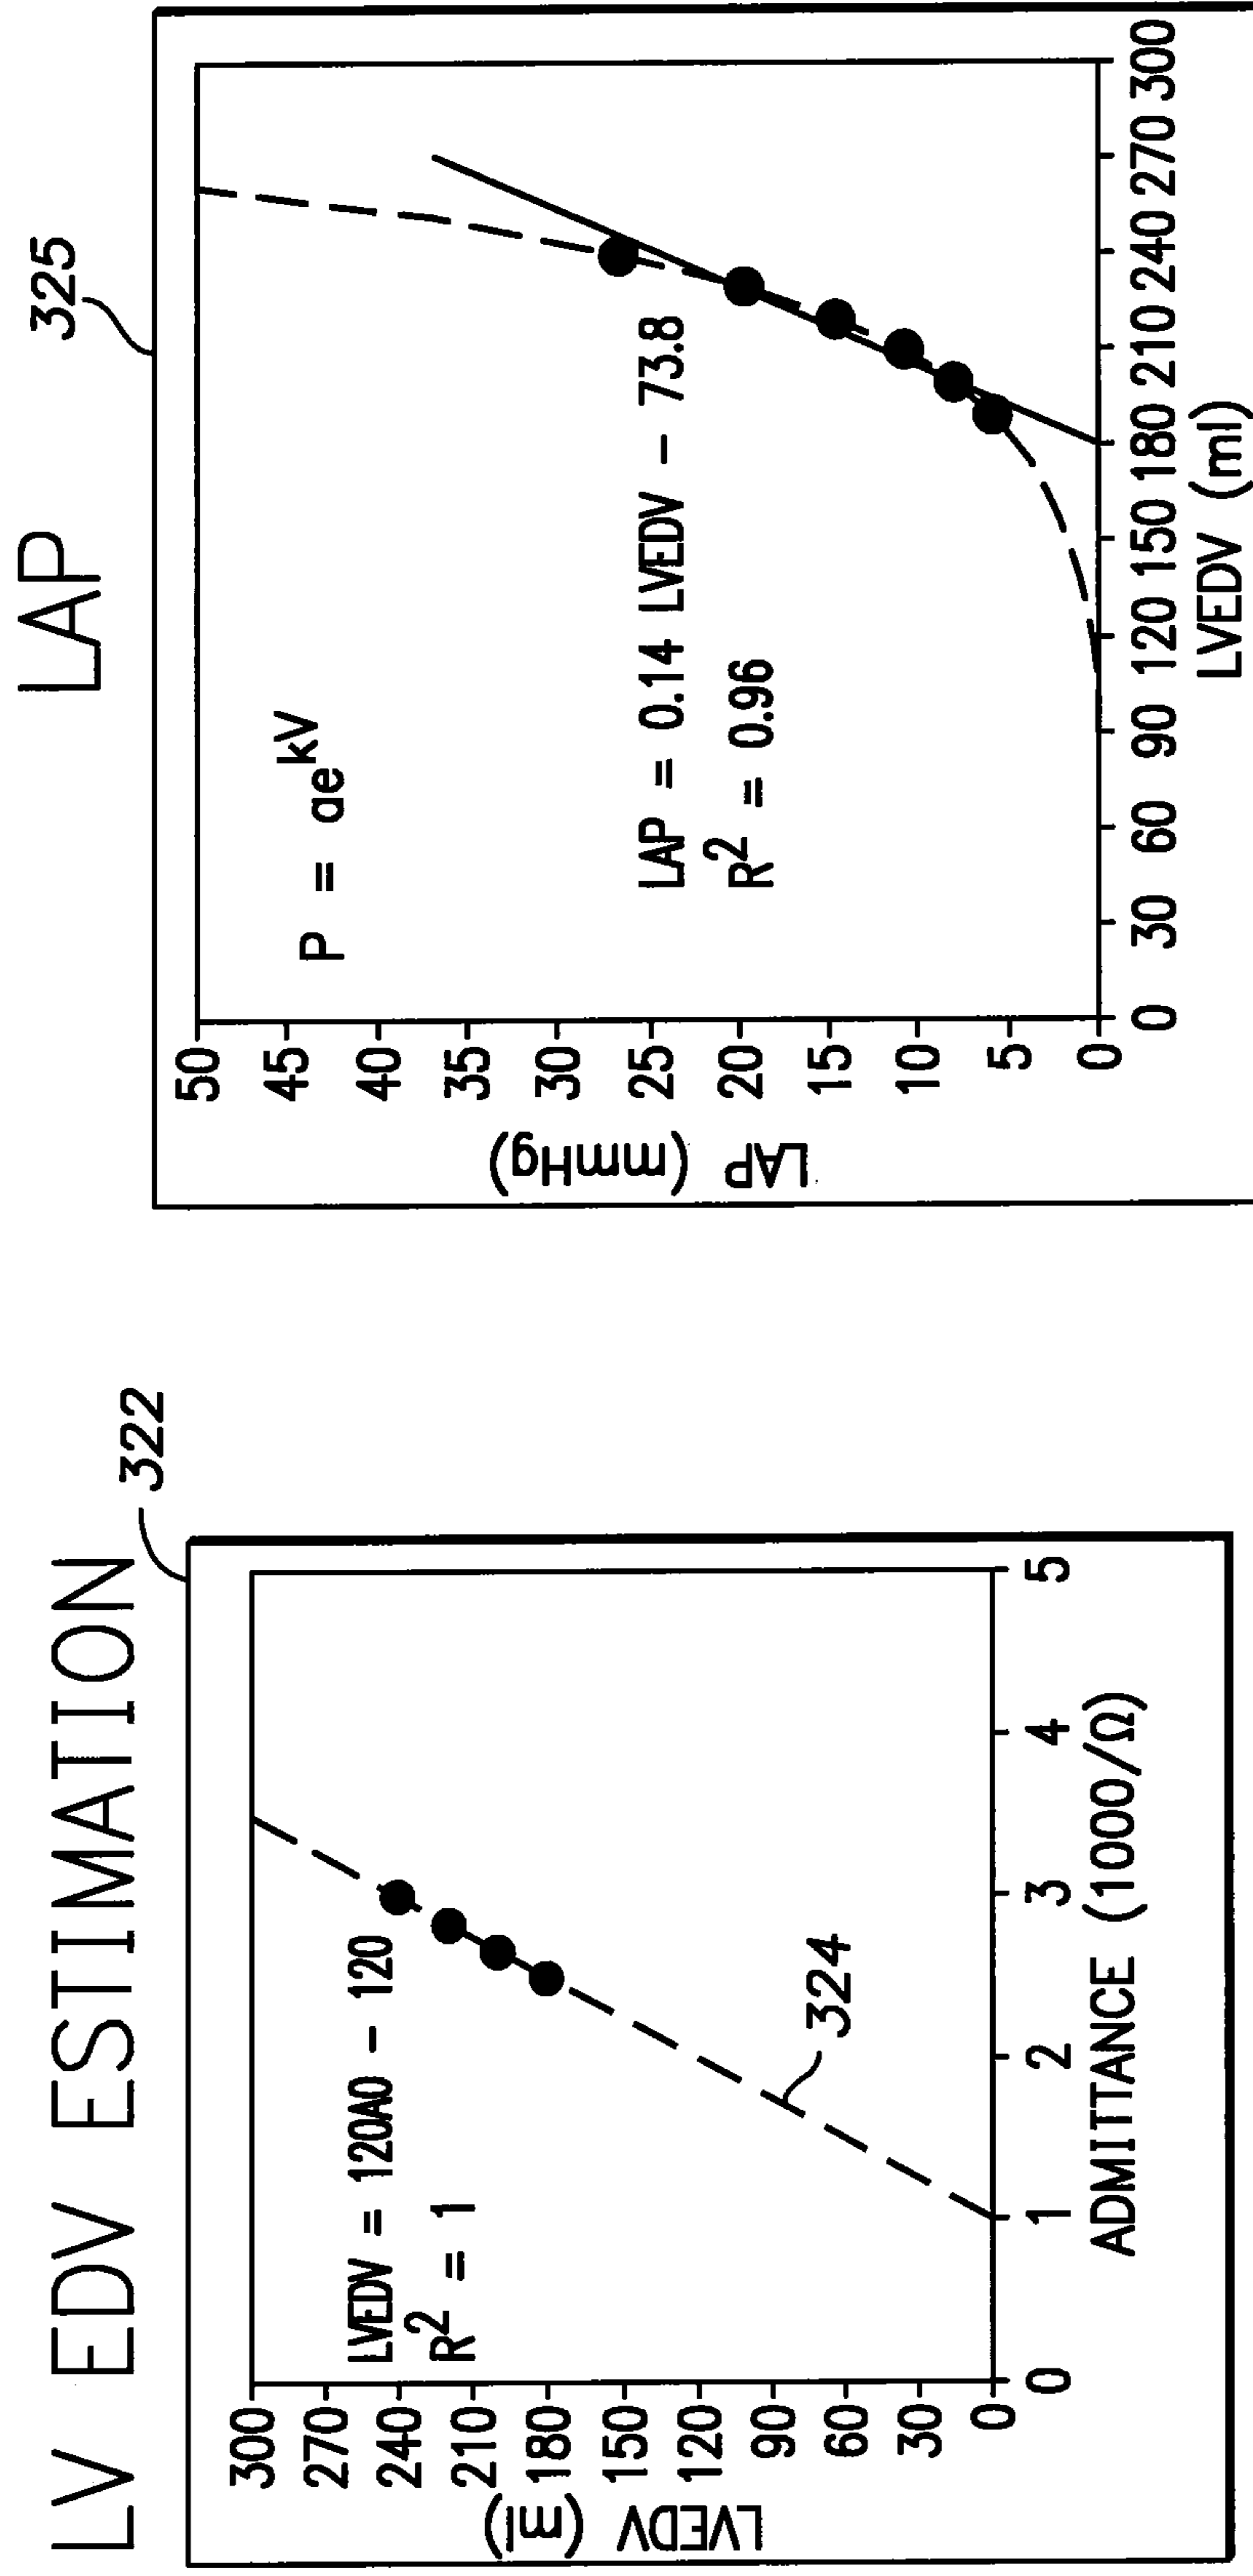 LV EDV ESTIMATION
322
LVEDV = 120A0 - 120
R2 = 1
300
270
240
210
180
150
120
90
60
30
0
LVEDV (ml)
324
0 1 2 3 4 5
ADMITTANCE (1000/Ω)
LAP
325
P = ae^kV
LAP = 0.14 LVEDV - 73.8
R2 = 0.96
50
45
40
35
30
25
20
15
10
5
0
LAP (mmHg)
0 30 60 90 120 150 180 210 240 270 300
LVEDV (ml)